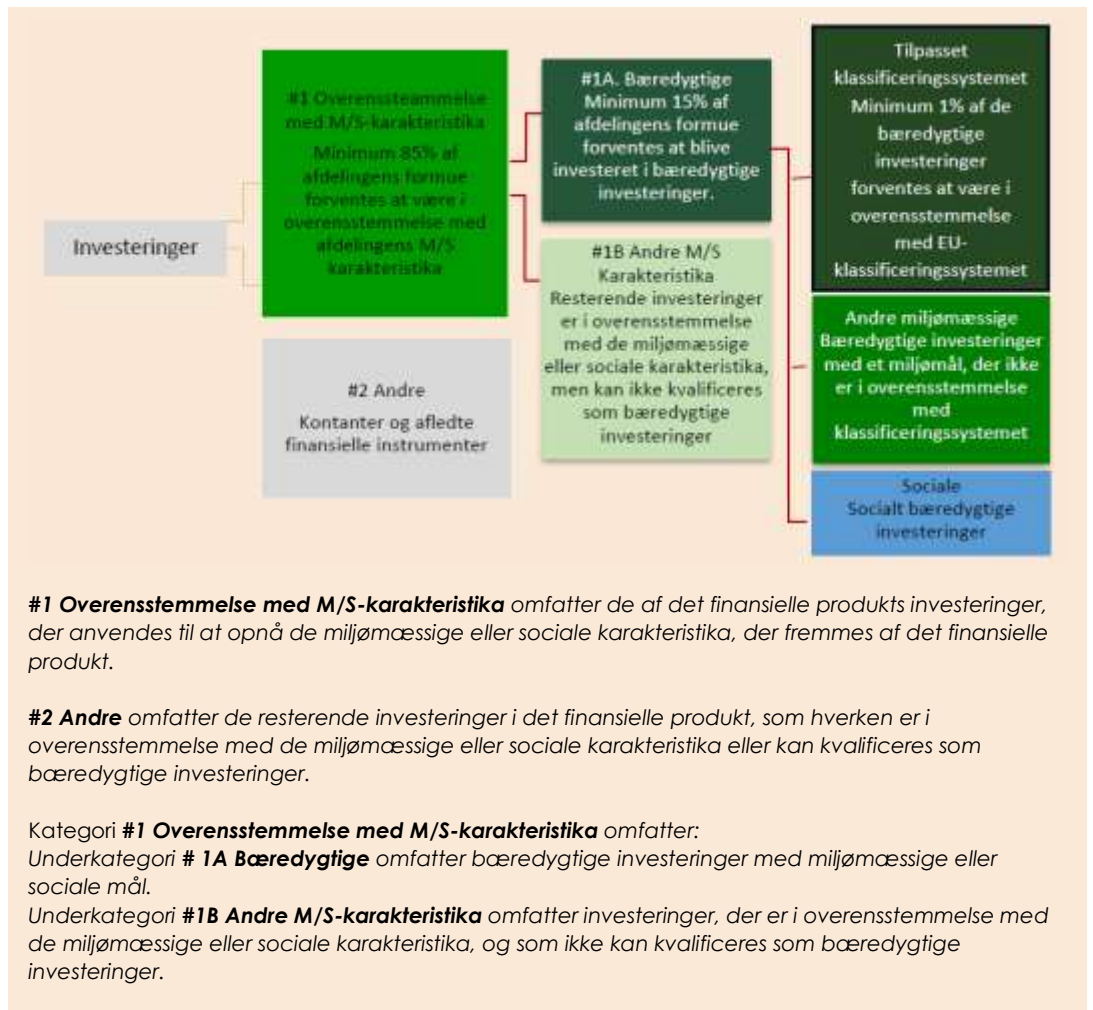 Investeringer
#1 Overenssteammelse
med M/S-karakteristika
Minimum 85% af
afdelingens formue
forventes at være i
overensstemmelse med
afdelingens M/S
karakteristika
#2 Andre
Kontanter og afledte
finansielle instrumenter
#1A. Bæredygtige
Minimum 15% af
afdelingens formue
forventes at blive
investeret i bæredygtige
investeringer.
#1B Andre M/S
Karakteristika
Resterende investeringer
er i overensstemmelse
med de miljømæssige
eller sociale karakteristika,
men kan ikke kvalificeres
som bæredygtige
investeringer
Tilpasset
klassificeringssystemet
Minimum 1% af de
bæredygtige
investeringer
forventes at være i
overensstemmelse
med EU-
klassificeringssystemet
Andre miljømæssige
Bæredygtige investeringer
med et miljømål, der ikke
er i overensstemmelse
med
klassificeringssystemet
Sociale
Socialt bæredygtige
investeringer
#1 Overensstemmelse med M/S-karakteristika omfatter de af det finansielle produkts investeringer,
der anvendes til at opnå de miljømæssige eller sociale karakteristika, der fremmes af det finansielle
produkt.
#2 Andre omfatter de resterende investeringer i det finansielle produkt, som hverken er i
overensstemmelse med de miljømæssige eller sociale karakteristika eller kan kvalificeres som
bæredygtige investeringer.
Kategori #1 Overensstemmelse med M/S-karakteristika omfatter:
Underkategori # 1A Bæredygtige omfatter bæredygtige investeringer med miljømæssige eller
sociale mål.
Underkategori #1B Andre M/S-karakteristika omfatter investeringer, der er i overensstemmelse med
de miljømæssige eller sociale karakteristika, og som ikke kan kvalificeres som bæredygtige
investeringer.